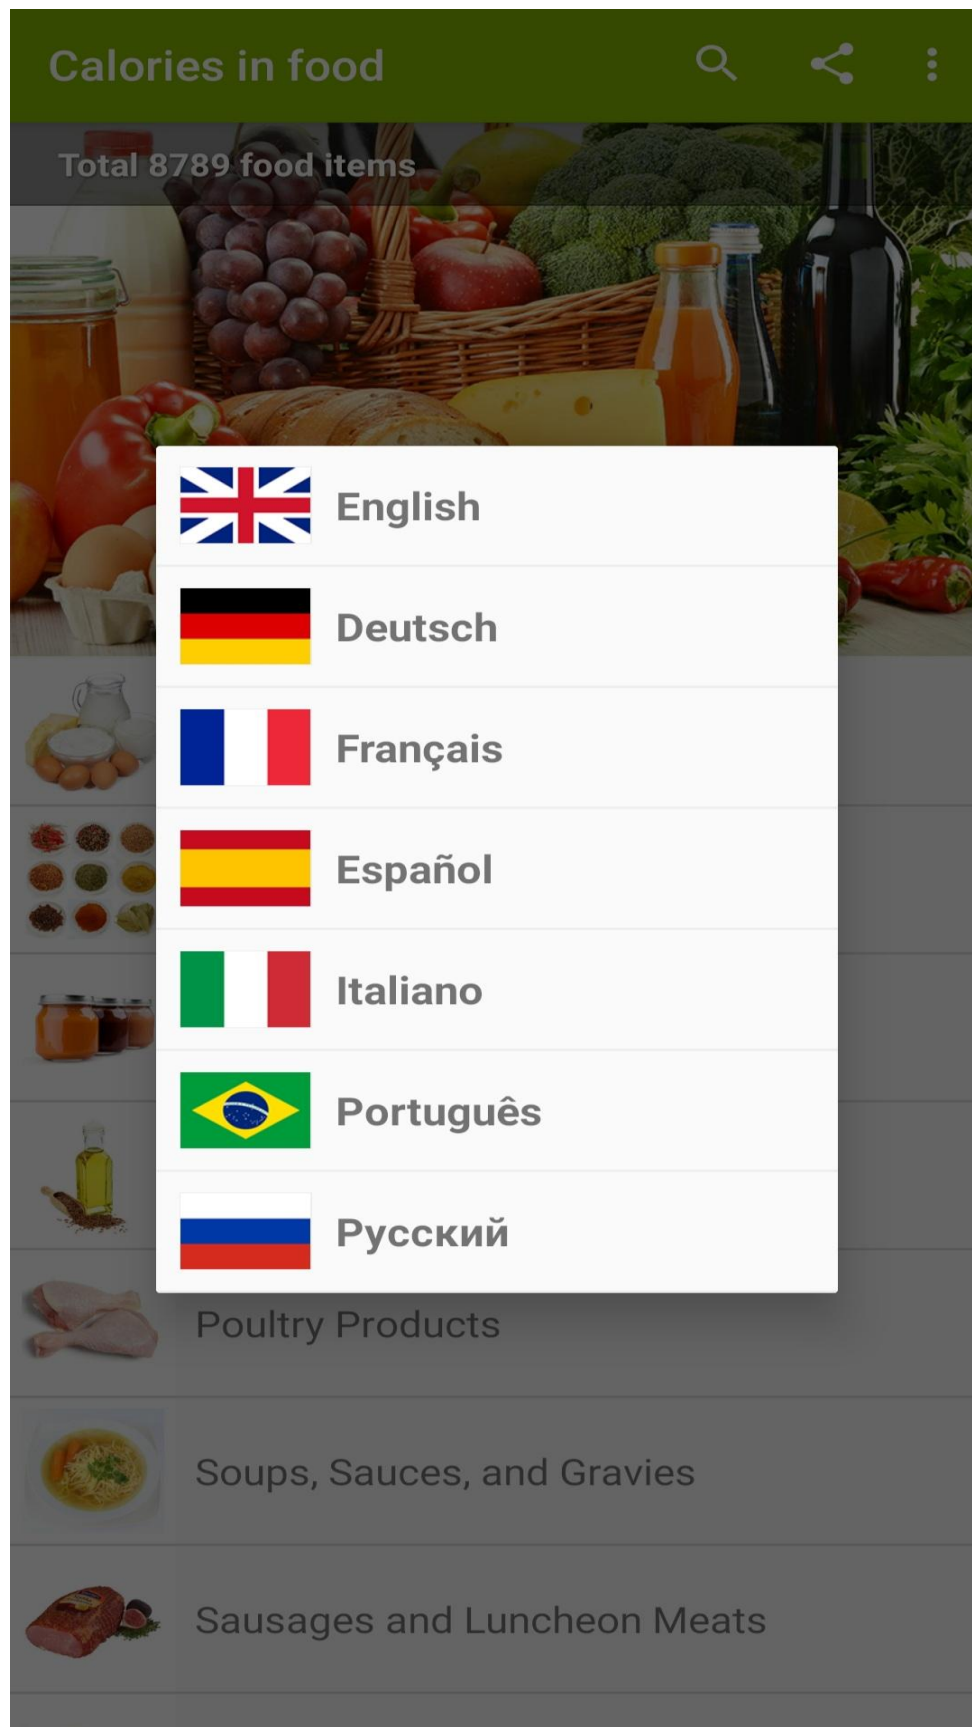 Calories in food
Total 8789 food items
English
Deutsch
Français
Español
Italiano
Português
Русский
Poultry Products
Soups, Sauces, and Gravies
Sausages and Luncheon Meats